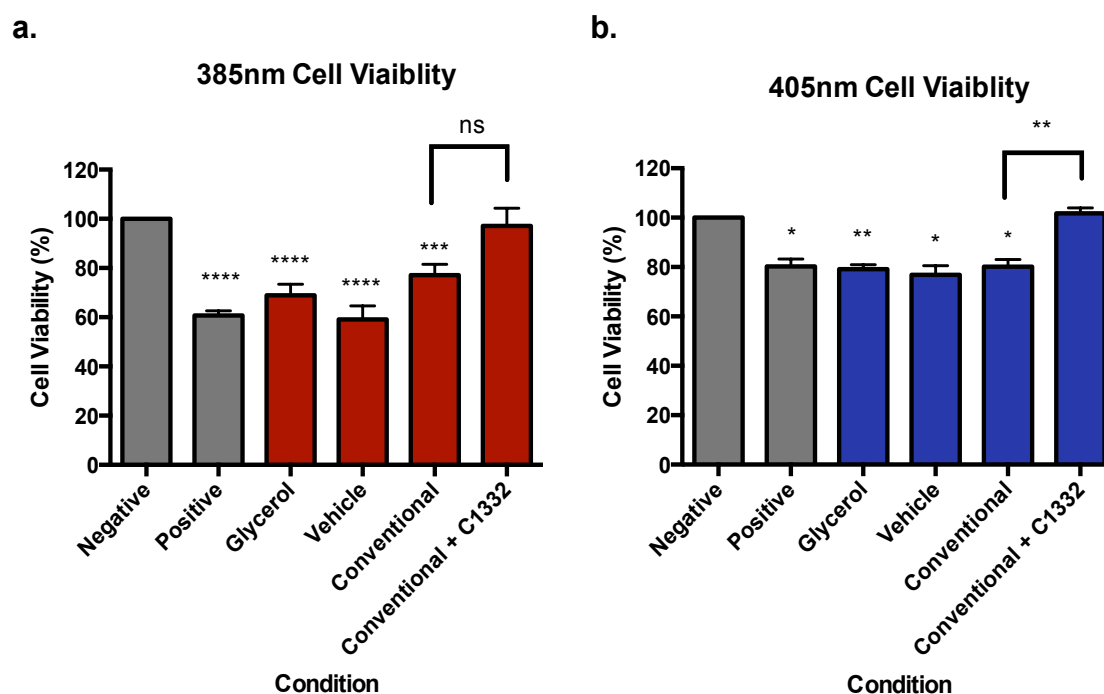 a.
385nm Cell Viaiblity
ns
Cell Viability (%)
120
100
80
60
40
20
0
****
****
****
***
Negative
Positive
Glycerol
Vehicle
Conventional
Conventional + C1332
Condition
b.
405nm Cell Viaiblity
**
Cell Viability (%)
120
100
80
60
40
20
0
*
**
*
*
Negative
Positive
Glycerol
Vehicle
Conventional
Conventional + C1332
Condition